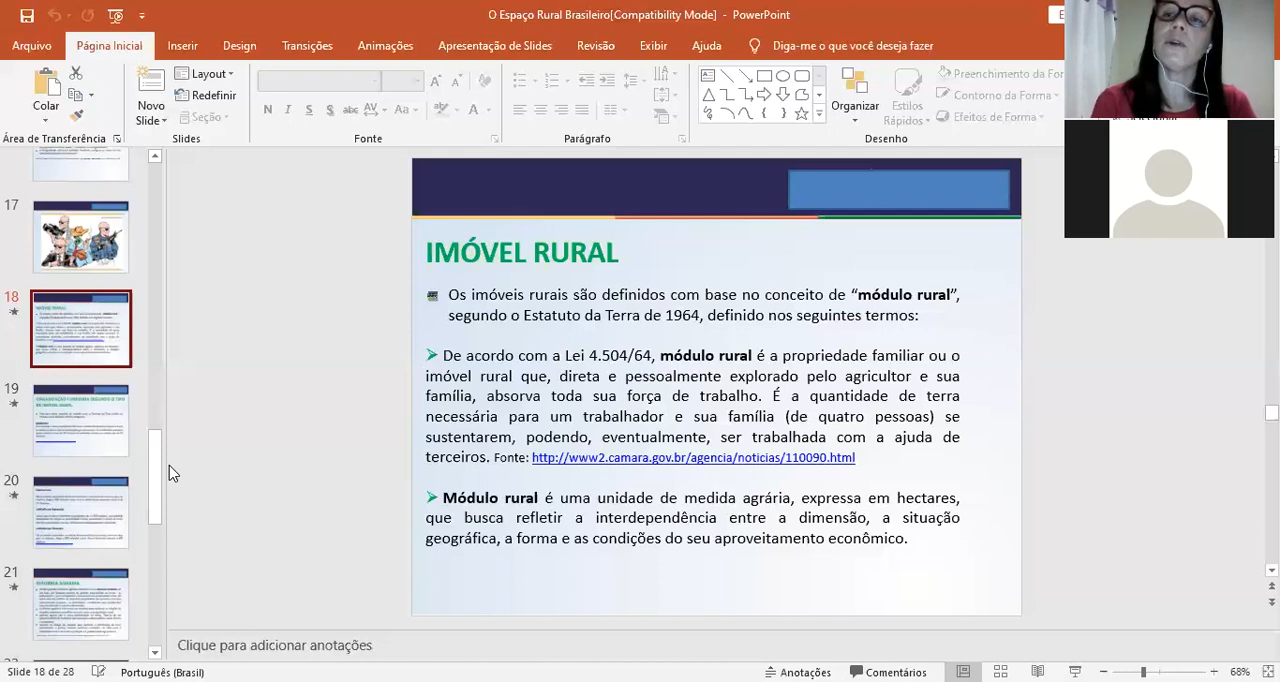 O Espaço Rural Brasileiro[Compatibility Mode] - PowerPoint
Arquivo
Página Inicial
Inserir
Design
Transições
Animações
Apresentação de Slides
Revisão
Exibir
Ajuda
Diga-me o que você deseja fazer
Colar
Novo
Slide
Layout
Redefinir
Seção
N I S S abc AV Aa A
Organizar
Estilos
Rápidos
Preenchimento da For
Contorno da Forma
Efeitos de Forma
Área de Transferência
Slides
Fonte
Parágrafo
Desenho
17
18
19
20
21
IMÓVEL RURAL
Os imóveis rurais são definidos com base no conceito de “módulo rural”,
segundo o Estatuto da Terra de 1964, definido nos seguintes termos:
De acordo com a Lei 4.504/64, módulo rural é a propriedade familiar ou o
imóvel rural que, direta e pessoalmente explorado pelo agricultor e sua
família, absorve toda sua força de trabalho. É a quantidade de terra
necessária para um trabalhador e sua família (de quatro pessoas) se
sustentarem, podendo, eventualmente, ser trabalhada com a ajuda de
terceiros. Fonte: http://www2.camara.gov.br/agencia/noticias/110090.html
Módulo rural é uma unidade de medida agrária expressa em hectares,
que busca refletir a interdependência entre a dimensão, a situação
geográfica, a forma e as condições do seu aproveitamento econômico.
Clique para adicionar anotações
Slide 18 de 28
Português (Brasil)
Anotações
Comentários
68%